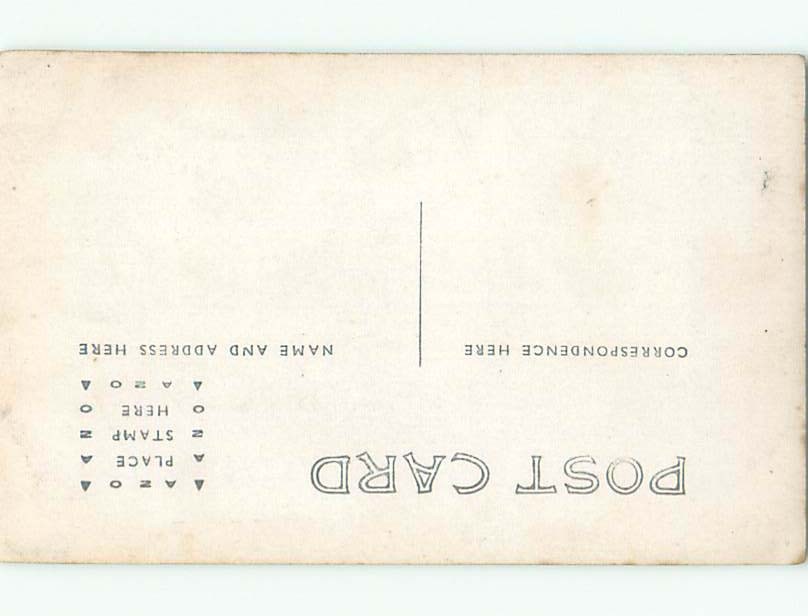 POST CARD
AZO
A PLACE A
Z STAMP Z
O HERE O
AZO
CORRESPONDENCE HERE
NAME AND ADDRESS HERE